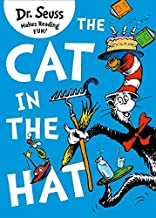 Dr. Seuss
Makes Reading
FUN!
THE
CAT
IN
THE
HAT